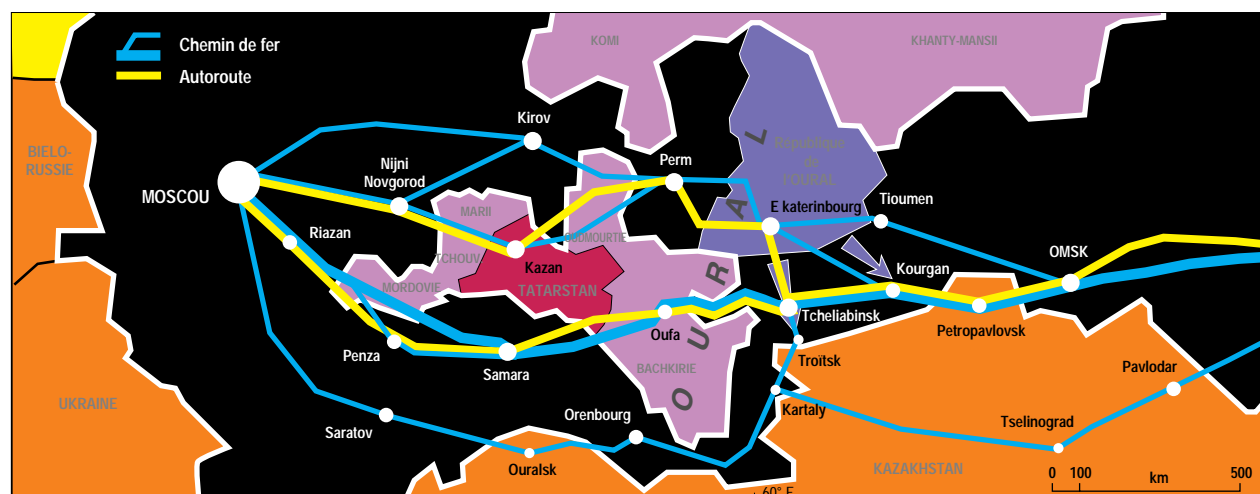 Chemin de fer
Autoroute
KOMI
KHANTY-MANSII
Kirov
BIELO-
RUSSIE
Nijni
Novgorod
Perm
République
de
l'OURAL
MOSCOU
Tioumen
MARII
E katerinbourg
Riazan
OUDMOURTIE
TCHOUV
Kazan
OMSK
Kourgan
MORDOVIE
TATARSTAN
Tcheliabinsk
Petropavlovsk
Oufa
Penza
Samara
Troïtsk
BACHKIRIE
Pavlodar
UKRAINE
Kartaly
Orenbourg
Saratov
Tselinograd
Ouralsk
KAZAKHSTAN
OURAL
0 100 km 500
60° E